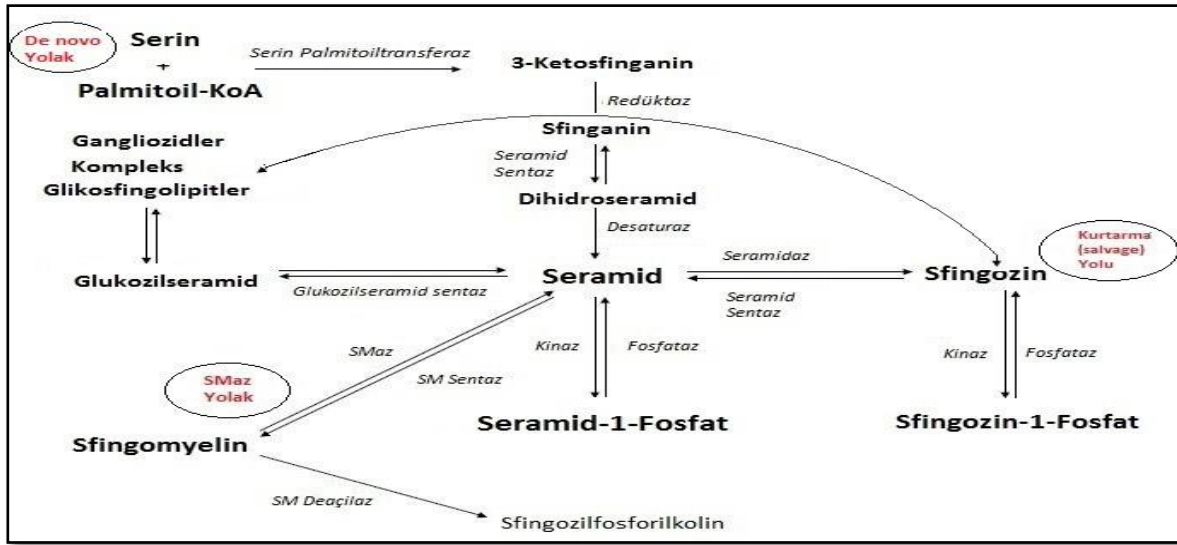 De novo
Yolak
Serin
+
Palmitoil-KoA
Serin Palmitoiltransferaz
3-Ketosfinganin
Redüktaz
Sfinganin
Gangliozidler
Kompleks
Glikosfingolipitler
Seramid
Sentaz
Dihidroseramid
Desaturaz
Kurtarma
(salvage)
Yolu
Glukozilseramid
Glukozilseramid sentaz
Seramid
Seramidaz
Seramid
Sentaz
Sfingozin
SMaz
SM Sentaz
Kinaz
Fosfataz
Kinaz
Fosfataz
SMaz
Yolak
Sfingomyelin
Seramid-1-Fosfat
Sfingozin-1-Fosfat
SM Deaçilaz
Sfingozilfosforilkolin